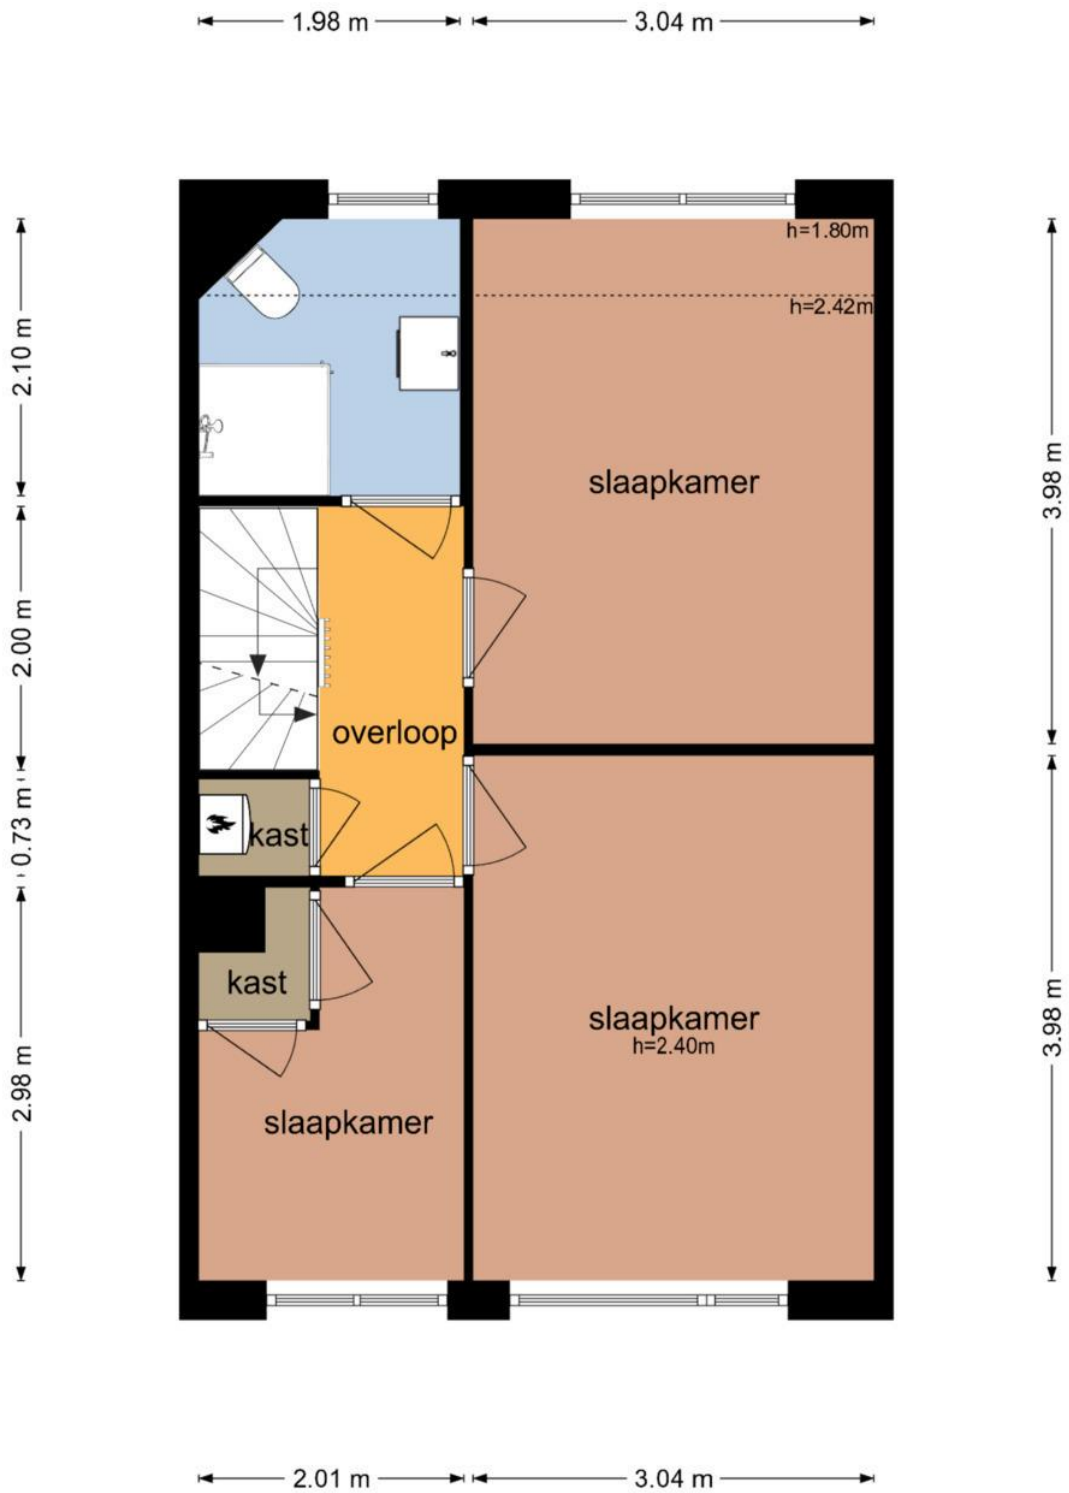 1.98 m
3.04 m
h=1.80m
h=2.42m
2.10 m
3.98 m
slaapkamer
2.00 m
overloop
0.73 m
kast
kast
slaapkamer
h=2.40m
3.98 m
2.98 m
slaapkamer
2.01 m
3.04 m